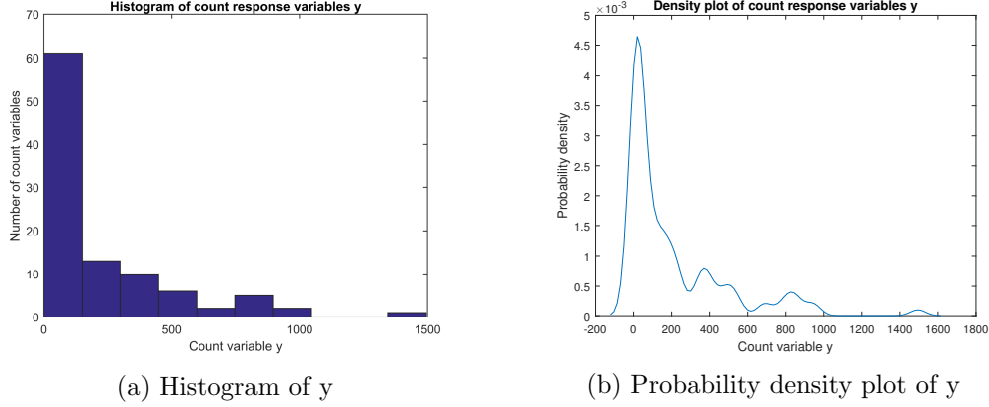 Histogram of count response variables y
70
60
50
40
30
20
10
0
Number of count variables
0 500 1000 1500
Count variable y
(a) Histogram of y
×10⁻³ Density plot of count response variables y
5
4.5
4
3.5
3
2.5
2
1.5
1
0.5
0
Probability density
-200 0 200 400 600 800 1000 1200 1400 1600 1800
Count variable y
(b) Probability density plot of y